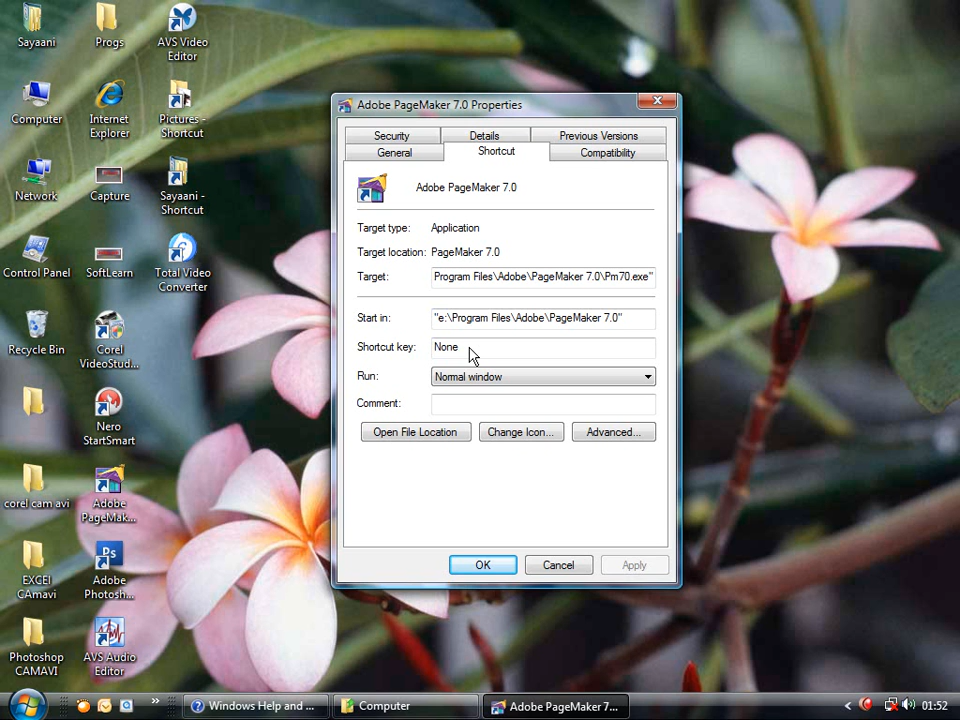 Sayaani
Progs
AVS Video
Editor
Computer
Internet
Explorer
Pictures -
Shortcut
Network
Capture
Sayaani -
Shortcut
Control Panel
SoftLearn
Total Video
Converter
Recycle Bin
Corel
VideoStud...
Nero
StartSmart
corel cam avi
Adobe
PageMak...
EXCEl
CAmavi
Adobe
Photosh...
Photoshop
CAMAVI
AVS Audio
Editor
Adobe PageMaker 7.0 Properties
Security
Details
Previous Versions
General
Shortcut
Compatibility
Adobe PageMaker 7.0
Target type:
Application
Target location:
PageMaker 7.0
Target:
Program Files\Adobe\PageMaker 7.0\Pm70.exe"
Start in:
"e:\Program Files\Adobe\PageMaker 7.0"
Shortcut key:
None
Run:
Normal window
Comment:
Open File Location
Change Icon...
Advanced...
OK
Cancel
Apply
Windows Help and ...
Computer
Adobe PageMaker 7...
01:52